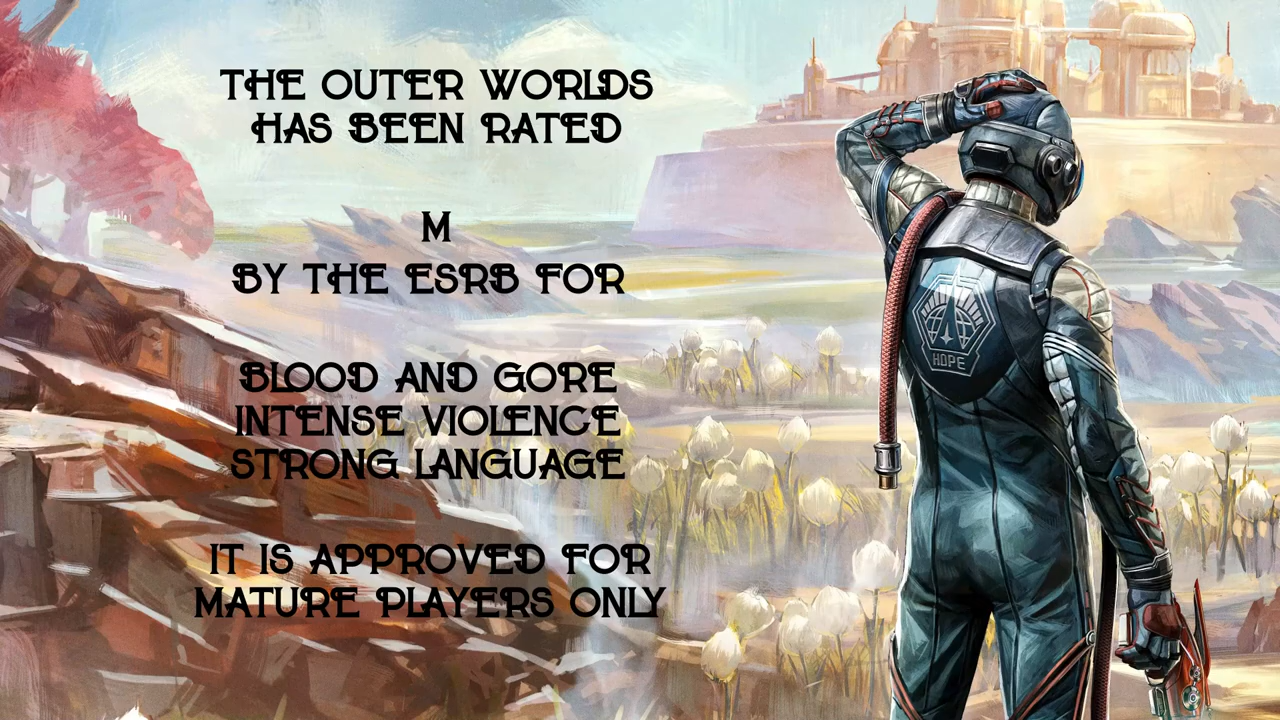 THE OUTER WORLDS
HAS BEEN RATED
M
BY THE ESRB FOR
BLOOD AND GORE
INTENSE VIOLENCE
STRONG LANGUAGE
IT IS APPROVED FOR
MATURE PLAYERS ONLY
HOPE